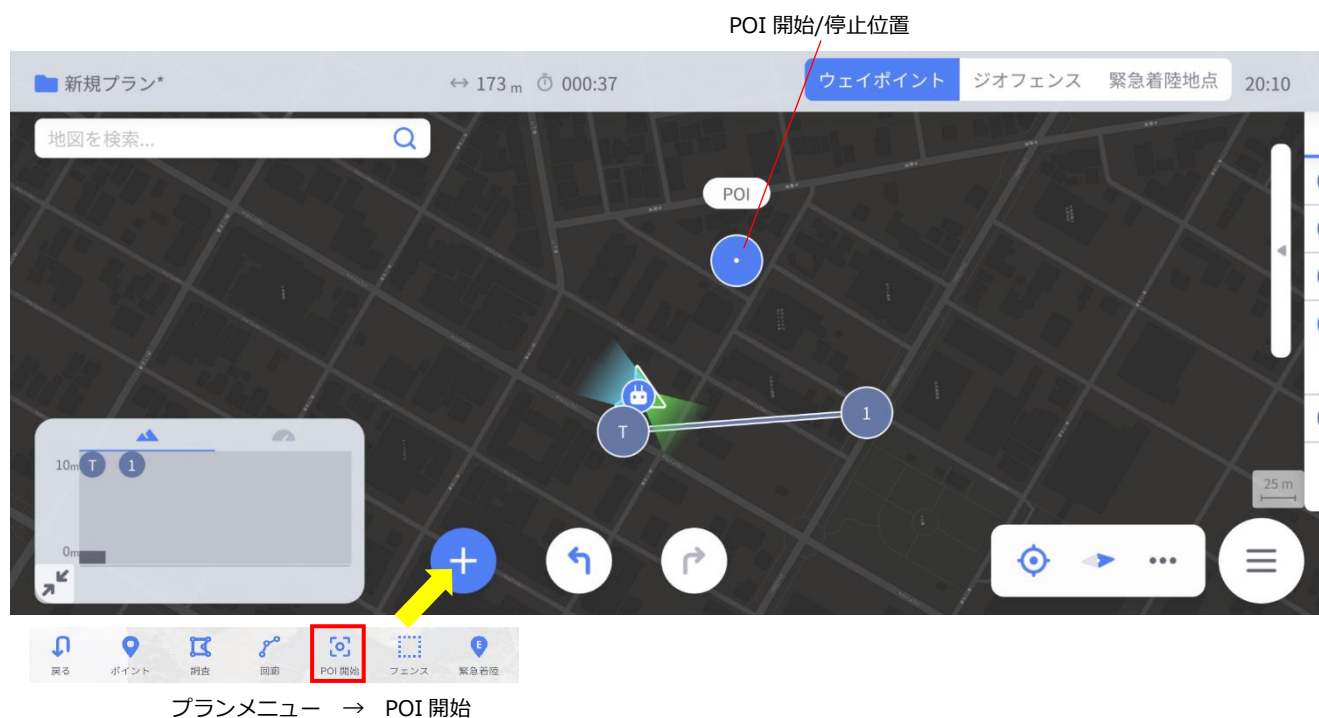 POI 開始/停止位置
新規プラン*
173 m
000:37
ウェイポイント
ジオフェンス
緊急着陸地点
20:10
地図を検索...
POI
T
1
10m
T
1
0m
25 m
戻る
ポイント
調査
回廊
POI 開始
フェンス
E
緊急着陸
プランメニュー → POI 開始